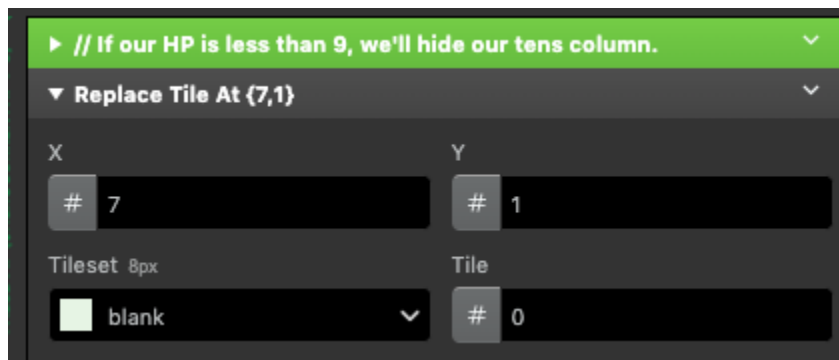 // If our HP is less than 9, we'll hide our tens column.
Replace Tile At {7,1}
X Y
# 7 # 1
Tileset 8px Tile
blank # 0